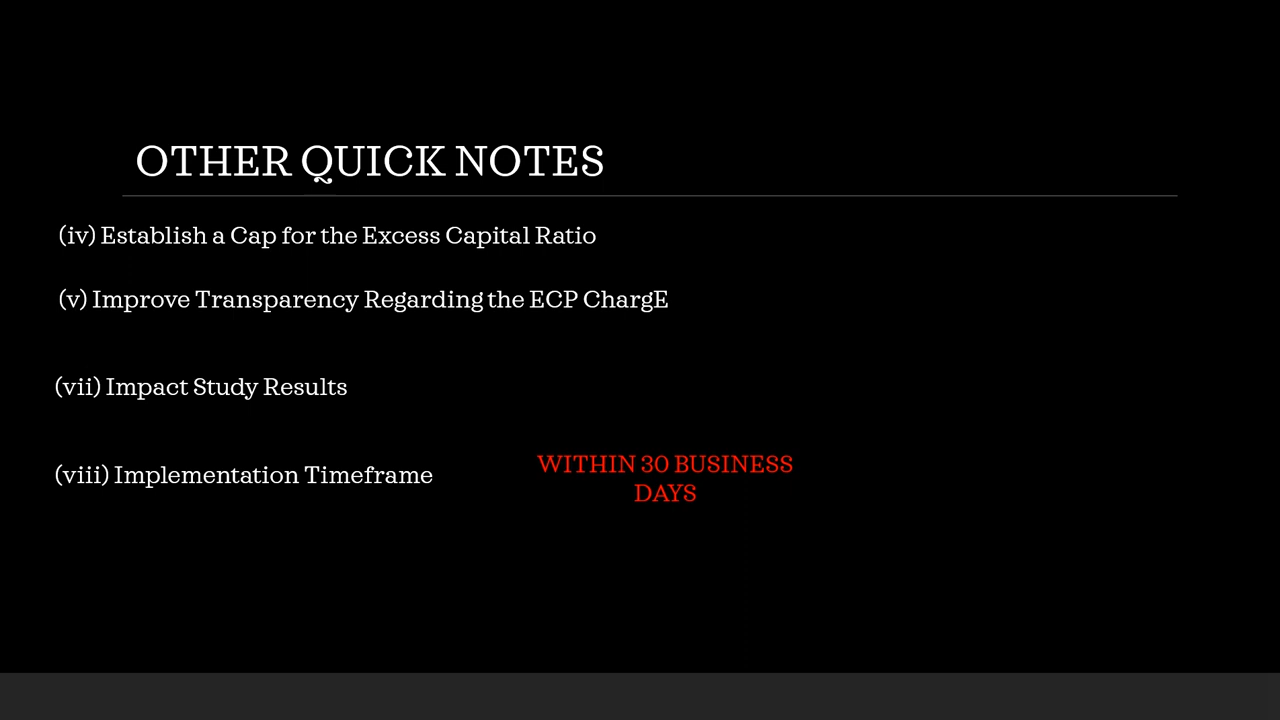 OTHER QUICK NOTES
(iv) Establish a Cap for the Excess Capital Ratio
(v) Improve Transparency Regarding the ECP ChargE
(vii) Impact Study Results
(viii) Implementation Timeframe
WITHIN 30 BUSINESS
DAYS